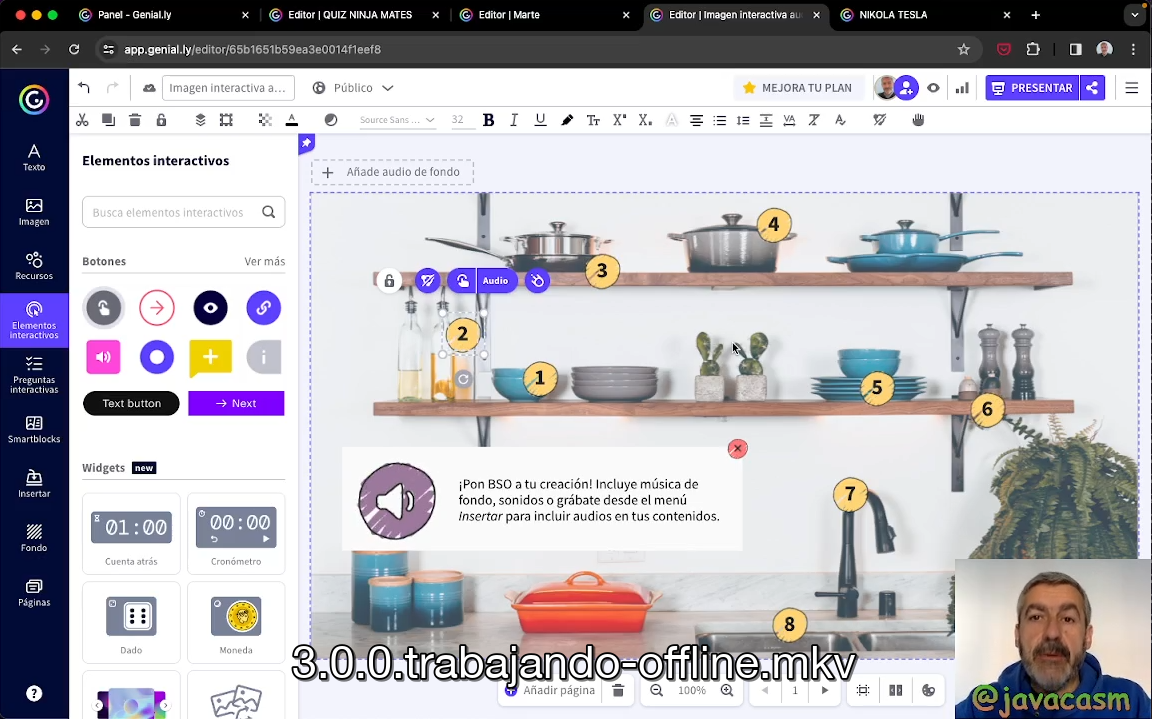 Panel - Genial.ly
Editor | QUIZ NINJA MATES
Editor | Marte
Editor | Imagen interactiva au
NIKOLA TESLA
app.genial.ly/editor/65b1651b59ea3e0014f1eef8
Imagen interactiva a...
Público
MEJORA TU PLAN
PRESENTAR
Source Sans ...
32
Texto
Imagen
Recursos
Elementos
interactivos
Preguntas
interactivas
Smartblocks
Insertar
Fondo
Páginas
Elementos interactivos
Busca elementos interactivos
Botones
Ver más
Text button
Next
Widgets
new
01:00
00:00
Cuenta atrás
Cronómetro
Dado
Moneda
Añade audio de fondo
4
3
Audio
2
1
5
6
¡Pon BSO a tu creación! Incluye música de
fondo, sonidos o grábate desde el menú
insertar para incluir audios en tus contenidos.
7
8
3.0.0.trabajando-offline.mkv
Añadir página
100%
1
@javacasm